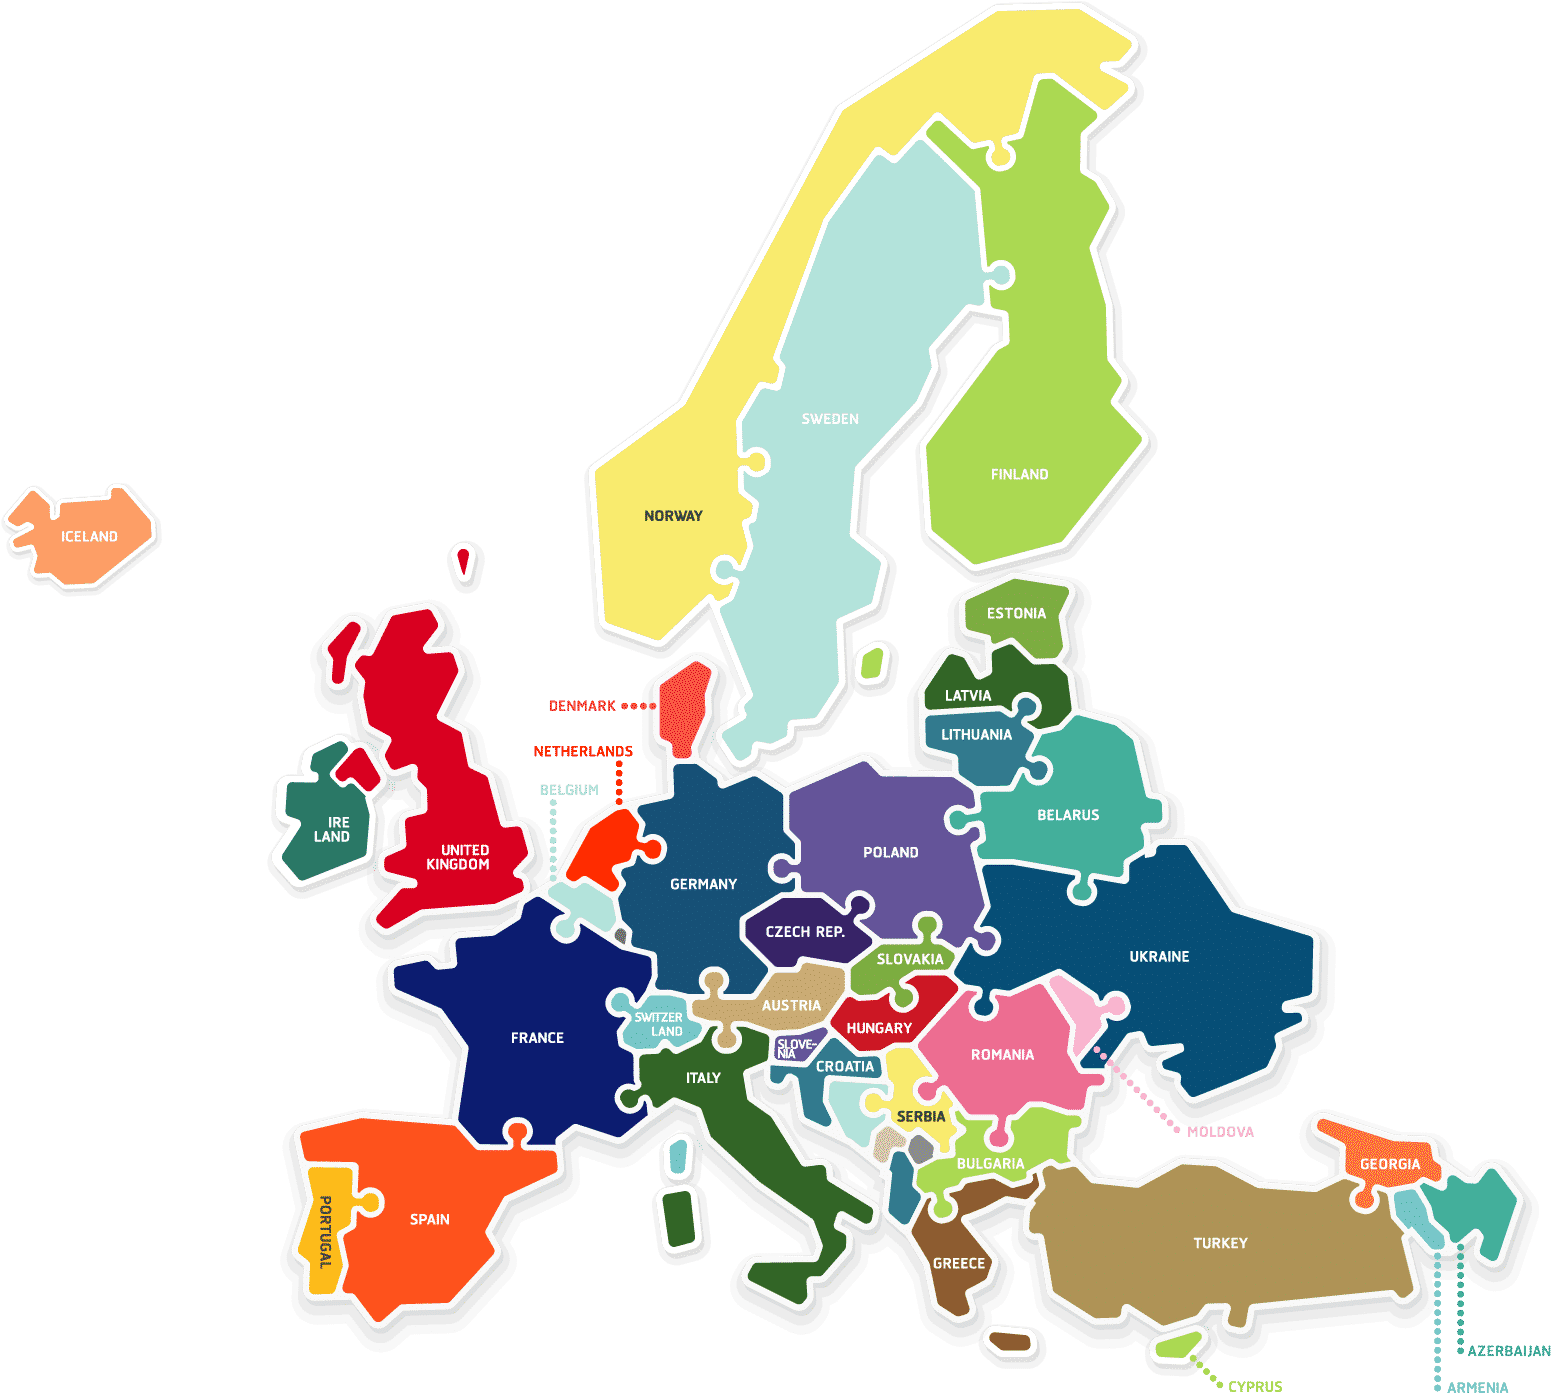 SWEDEN
FINLAND
NORWAY
ICELAND
ESTONIA
LATVIA
DENMARK
LITHUANIA
NETHERLANDS
BELGIUM
BELARUS
IRE
LAND
UNITED
KINGDOM
POLAND
GERMANY
CZECH REP.
SLOVAKIA
UKRAINE
AUSTRIA
SWITZER
LAND
HUNGARY
FRANCE
SLOVE-
NIA
ROMANIA
CROATIA
ITALY
SERBIA
MOLDOVA
BULGARIA
GEORGIA
PORTUGAL
SPAIN
TURKEY
GREECE
AZERBAIJAN
CYPRUS
ARMENIA